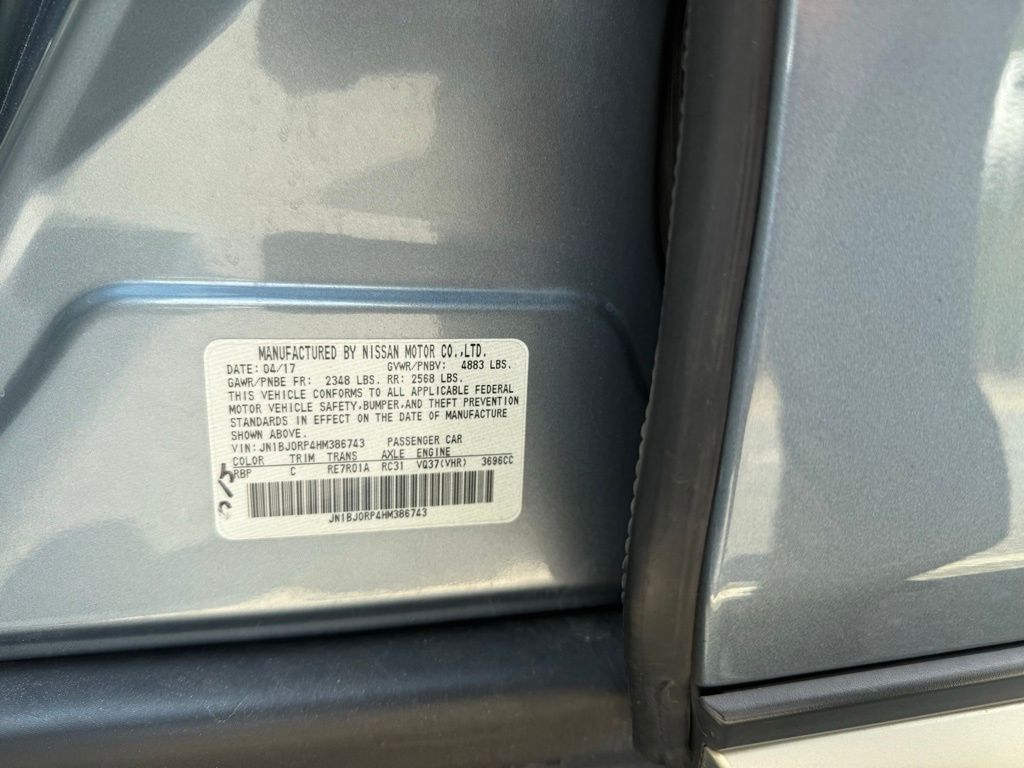 MANUFACTURED BY NISSAN MOTOR CO.,LTD.
DATE: 04/17 GVWR/PNBV: 4883 LBS.
GAWR/PNBE FR: 2348 LBS. RR: 2568 LBS.
THIS VEHICLE CONFORMS TO ALL APPLICABLE FEDERAL
MOTOR VEHICLE SAFETY,BUMPER,AND THEFT PREVENTION
STANDARDS IN EFFECT ON THE DATE OF MANUFACTURE
SHOWN ABOVE.
VIN: JN1BJ0RP4HM386743 PASSENGER CAR
COLOR TRIM TRANS AXLE ENGINE
RBP C RE7R01A RC31 VQ37(VHR) 3696CC
JN1BJ0RP4HM386743